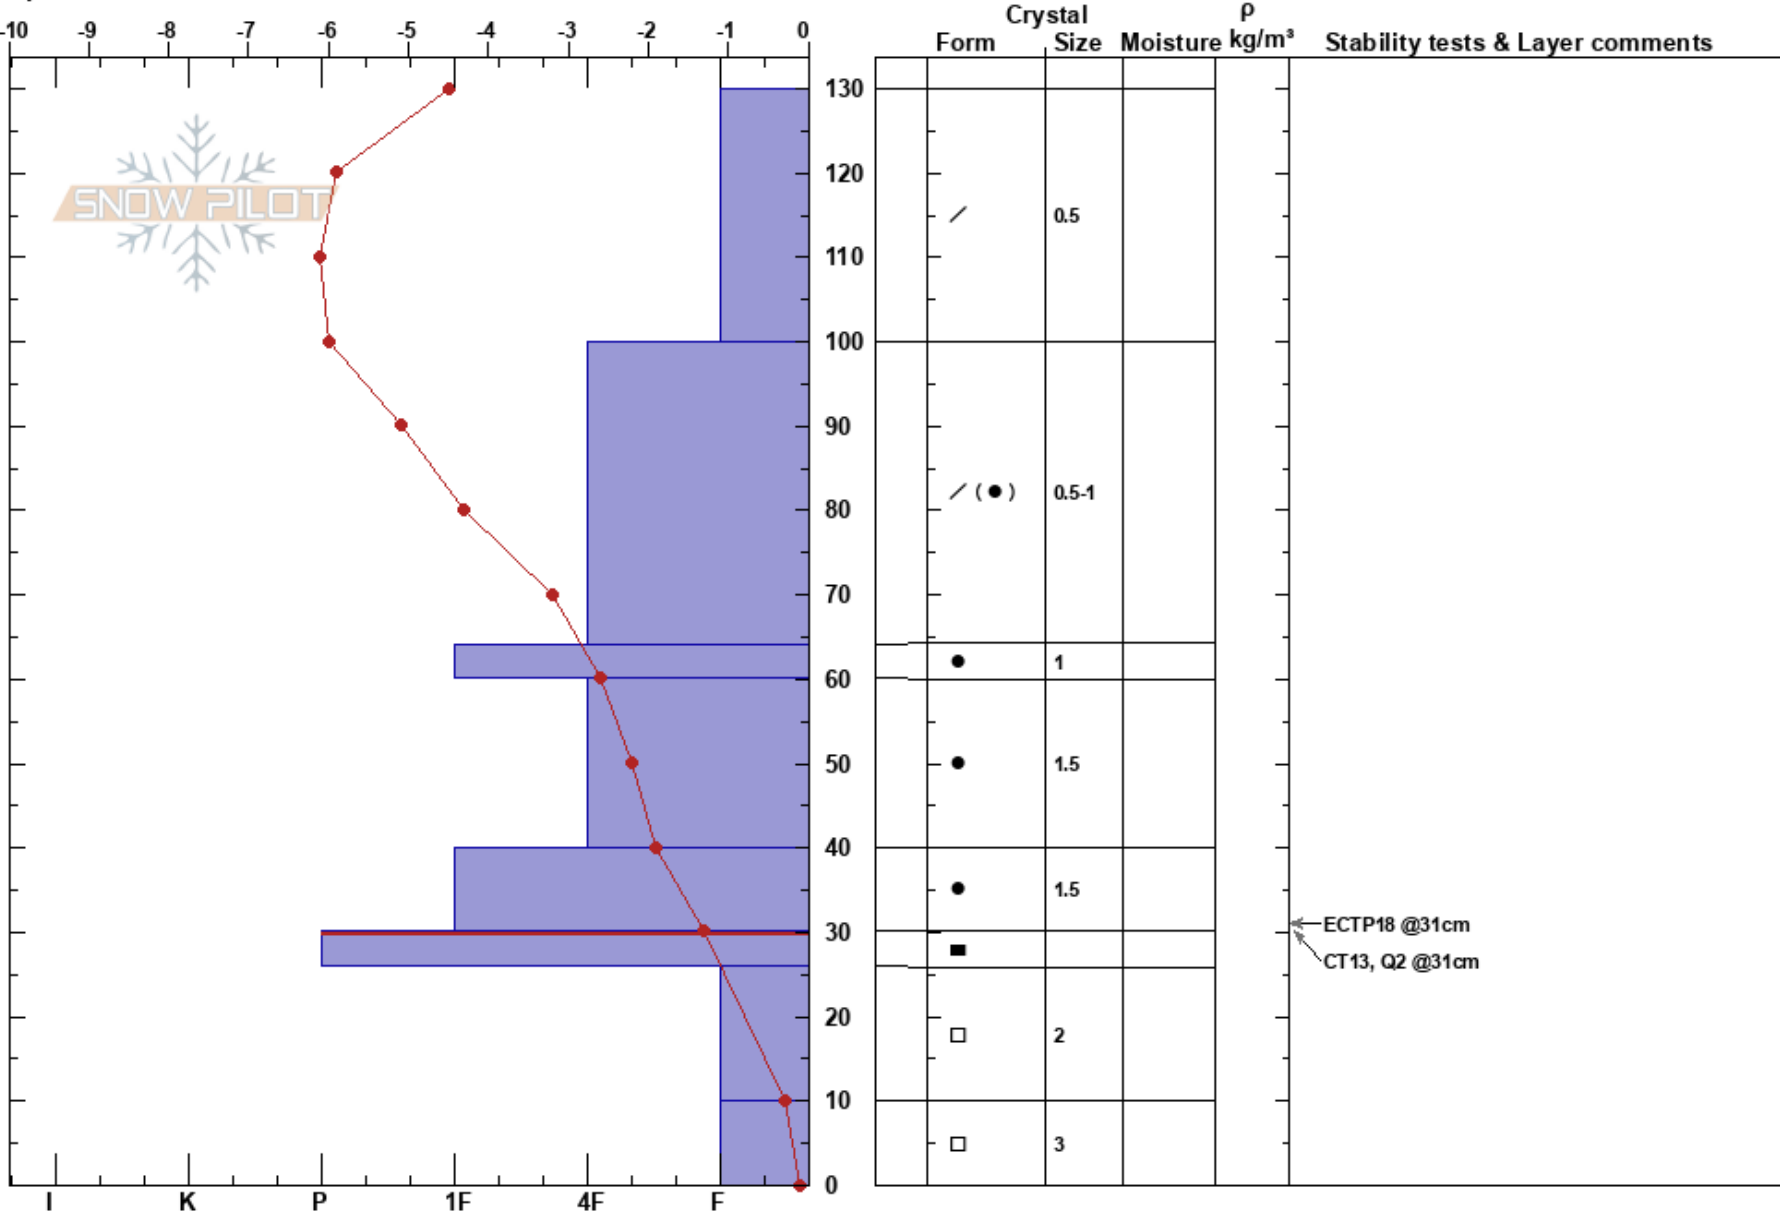 Crystal ρ
-10 -9 -8 -7 -6 -5 -4 -3 -2 -1 0 Form Size Moisture kg/m³ Stability tests & Layer comments
130
120
SNOW PILOT
0.5
110
100
90
( ) 0.5-1
80
70
1
60
50 1.5
40
1.5
ECTP18 @31cm
30
CT13, Q2 @31cm
20
2
10
3
0
I K P 1F 4F F